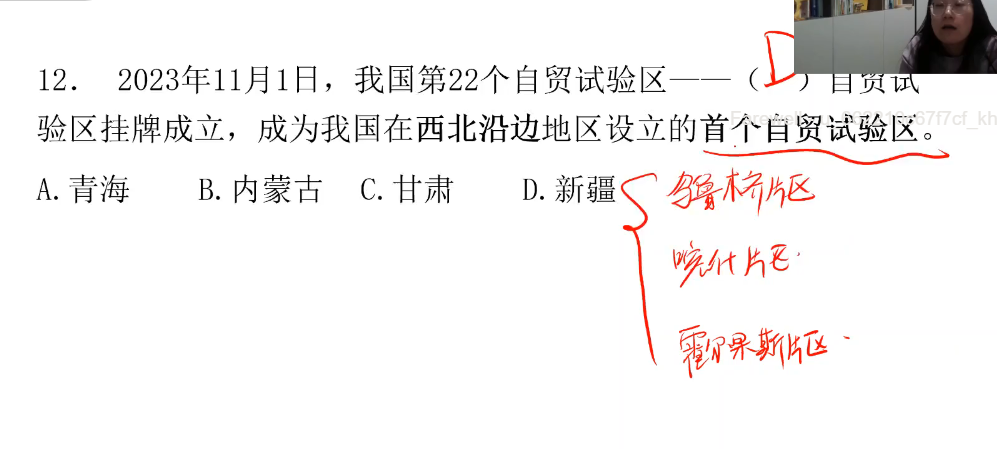 12. 2023年11月1日，我国第22个自贸试验区——（D）自贸试
验区挂牌成立，成为我国在西北沿边地区设立的首个自贸试验区。
A.青海 B.内蒙古 C.甘肃 D.新疆
乌鲁木齐片区
喀什片区
霍尔果斯片区